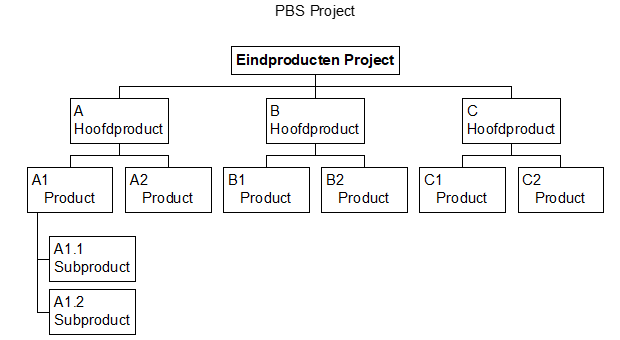 PBS Project
Eindproducten Project
A
Hoofdproduct
B
Hoofdproduct
C
Hoofdproduct
A1
Product
A2
Product
B1
Product
B2
Product
C1
Product
C2
Product
A1.1
Subproduct
A1.2
Subproduct